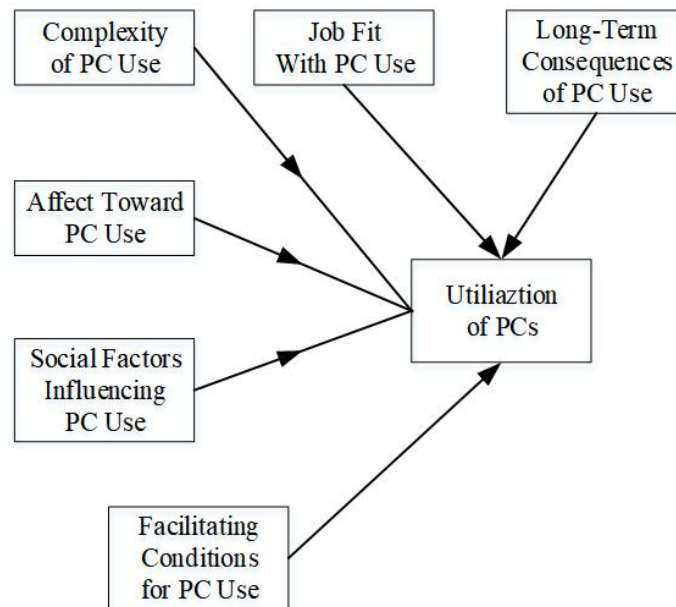 Complexity
of PC Use
Job Fit
With PC Use
Long-Term
Consequences
of PC Use
Affect Toward
PC Use
Utiliaztion
of PCs
Social Factors
Influencing
PC Use
Facilitating
Conditions
for PC Use